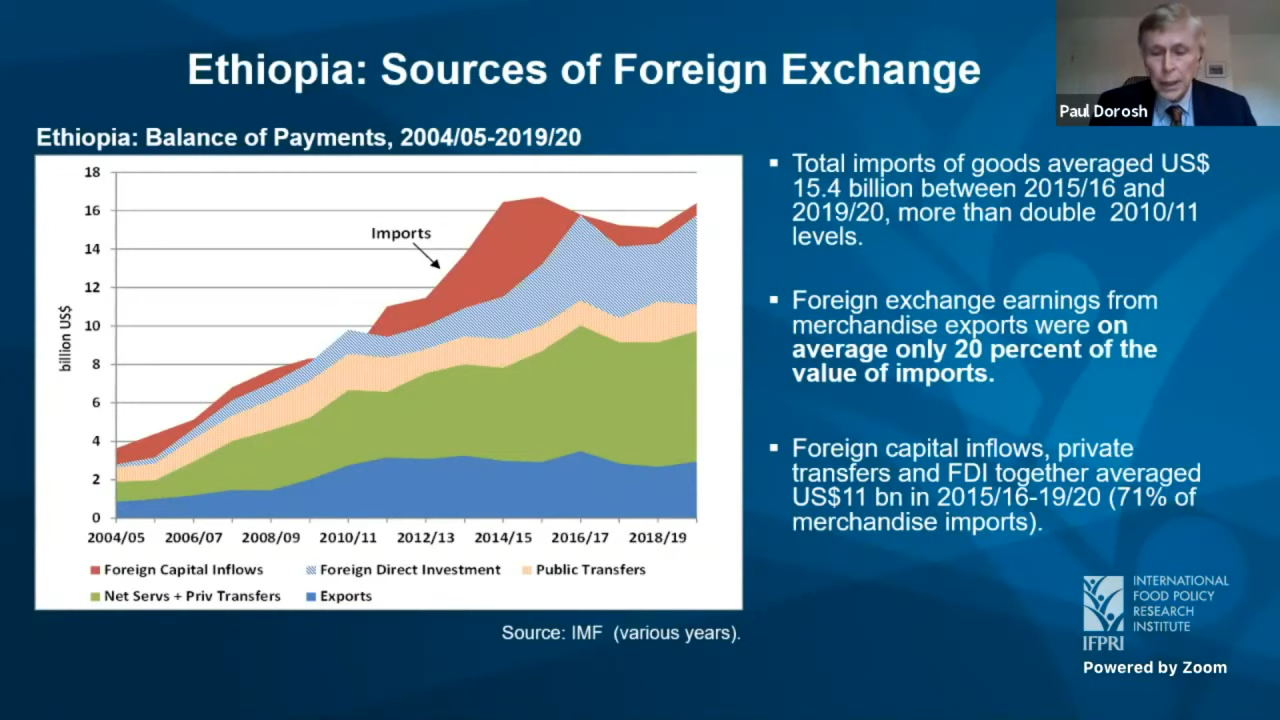 Ethiopia: Sources of Foreign Exchange
Paul Dorosh
Ethiopia: Balance of Payments, 2004/05-2019/20
18
16
14
12
10
8
6
4
2
0
billion US$
Imports
2004/05 2006/07 2008/09 2010/11 2012/13 2014/15 2016/17 2018/19
Foreign Capital Inflows Foreign Direct Investment Public Transfers
Net Servs + Priv Transfers Exports
Source: IMF (various years).
▪ Total imports of goods averaged US$
15.4 billion between 2015/16 and
2019/20, more than double 2010/11
levels.
▪ Foreign exchange earnings from
merchandise exports were on
average only 20 percent of the
value of imports.
▪ Foreign capital inflows, private
transfers and FDI together averaged
US$11 bn in 2015/16-19/20 (71% of
merchandise imports).
INTERNATIONAL
FOOD POLICY
RESEARCH
INSTITUTE
IFPRI
Powered by Zoom